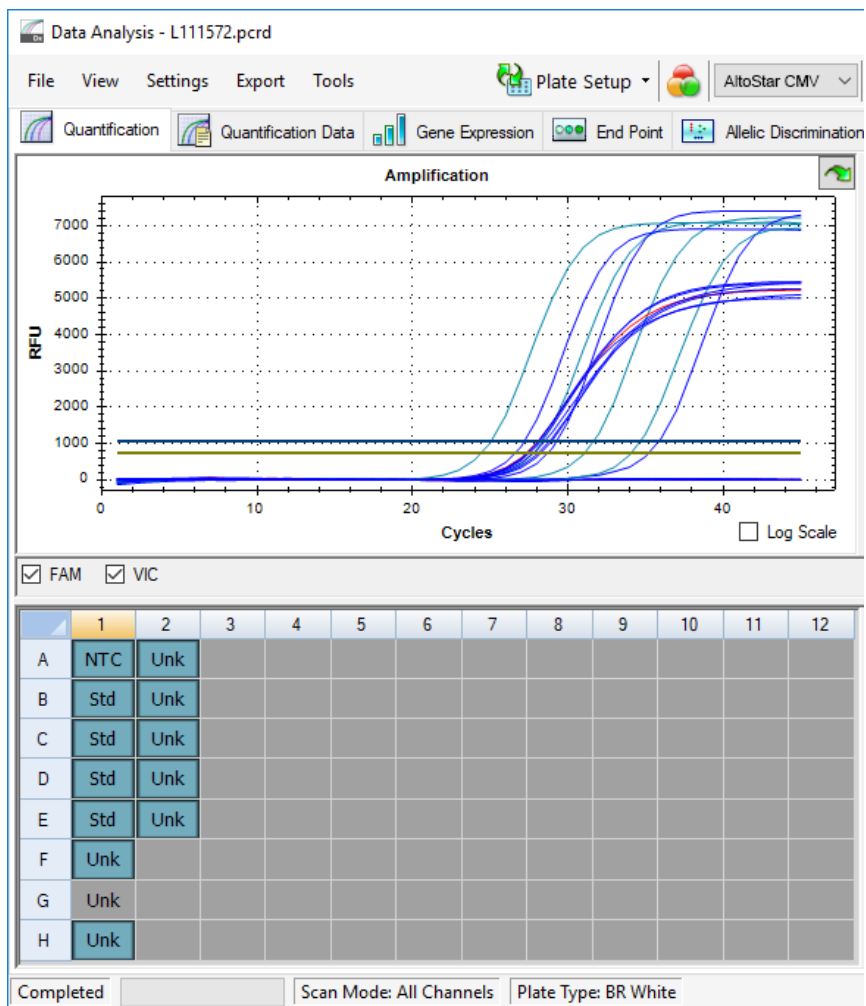 Data Analysis - L111572.pcrd
File View Settings Export Tools Plate Setup AltoStar CMV
Quantification Quantification Data Gene Expression End Point Allelic Discrimination
Amplification
7000
6000
5000
4000
3000
2000
1000
0
RFU
0 10 20 30 40
Cycles
Log Scale
FAM VIC
1 2 3 4 5 6 7 8 9 10 11 12
A NTC Unk
B Std Unk
C Std Unk
D Std Unk
E Std Unk
F Unk
G Unk
H Unk
Completed Scan Mode: All Channels Plate Type: BR White